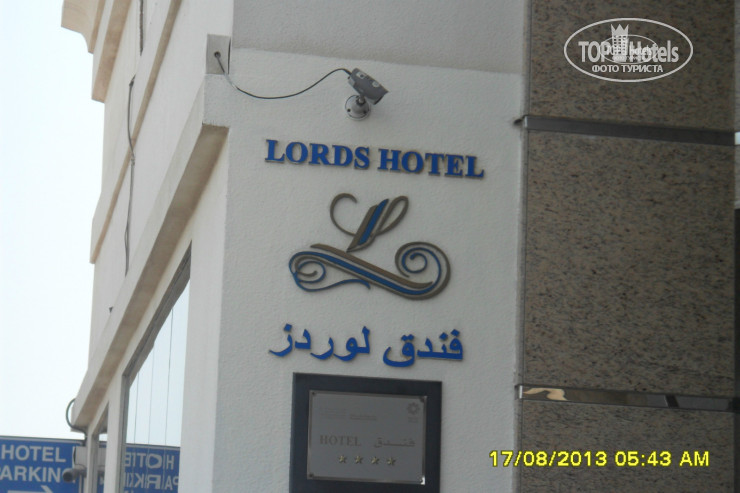 TOP Hotels
ФОТО ТУРИСТА
LORDS HOTEL
فندق لوردز
HOTEL فندق
★★★★
HOTEL
PARKING
17/08/2013 05:43 AM